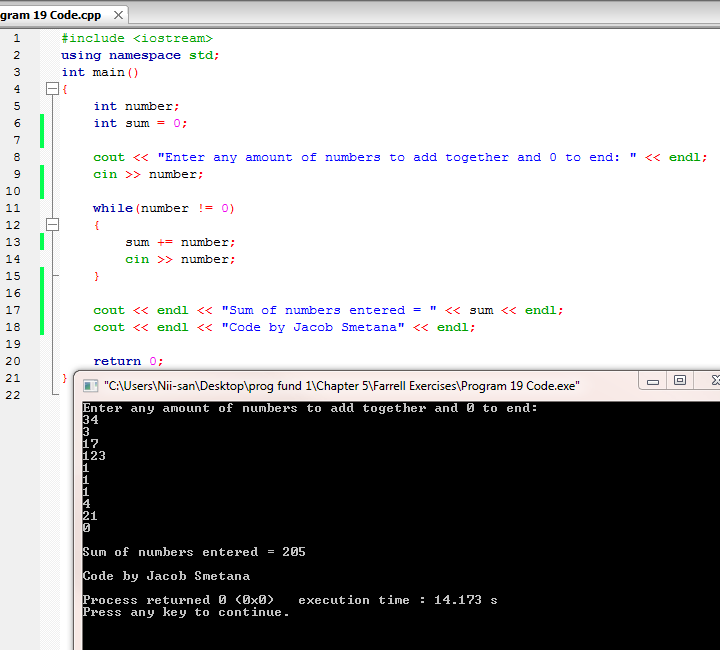 gram 19 Code.cpp
1 #include <iostream>
2 using namespace std;
3 int main()
4 {
5 int number;
6 int sum = 0;
7
8 cout << "Enter any amount of numbers to add together and 0 to end: " << endl;
9 cin >> number;
10
11 while(number != 0)
12 {
13 sum += number;
14 cin >> number;
15 }
16
17 cout << endl << "Sum of numbers entered = " << sum << endl;
18 cout << endl << "Code by Jacob Smetana" << endl;
19
20 return 0;
21 }
22
"C:\Users\Nii-san\Desktop\prog fund 1\Chapter 5\Farrell Exercises\Program 19 Code.exe"
Enter any amount of numbers to add together and 0 to end:
34
3
17
123
1
1
1
4
21
0
Sum of numbers entered = 205
Code by Jacob Smetana
Process returned 0 (0x0) execution time : 14.173 s
Press any key to continue.